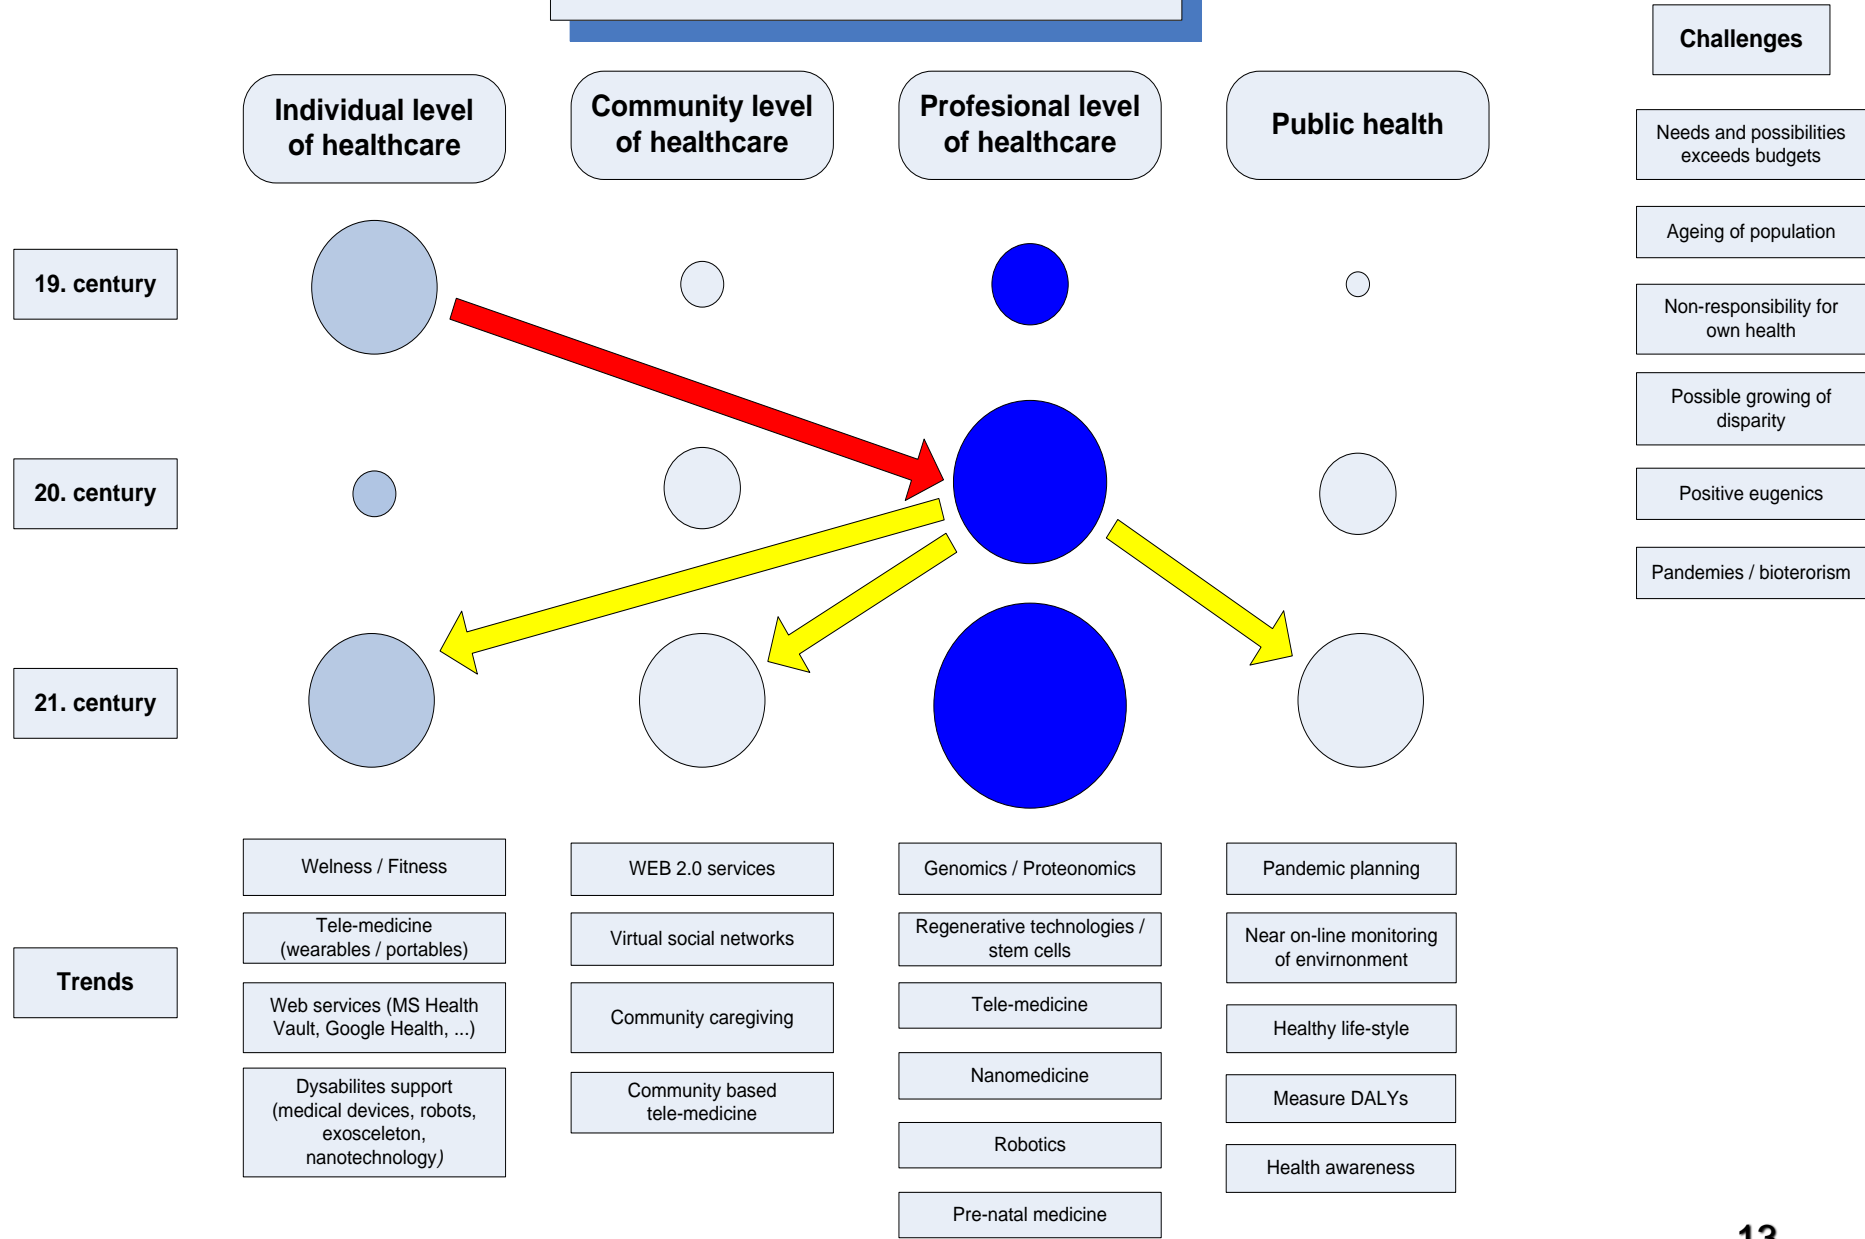 Challenges
Individual level
of healthcare
Community level
of healthcare
Profesional level
of healthcare
Public health
Needs and possibilities
exceeds budgets
Ageing of population
Non-responsibility for
own health
Possible growing of
disparity
Positive eugenics
Pandemies / bioterorism
19. century
20. century
21. century
Trends
Welness / Fitness
Tele-medicine
(wearables / portables)
Web services (MS Health
Vault, Google Health, ...)
Dysabilites support
(medical devices, robots,
exosceleton,
nanotechnology)
WEB 2.0 services
Virtual social networks
Community caregiving
Community based
tele-medicine
Genomics / Proteonomics
Regenerative technologies /
stem cells
Tele-medicine
Nanomedicine
Robotics
Pre-natal medicine
Pandemic planning
Near on-line monitoring
of envirnonment
Healthy life-style
Measure DALYs
Health awareness
13